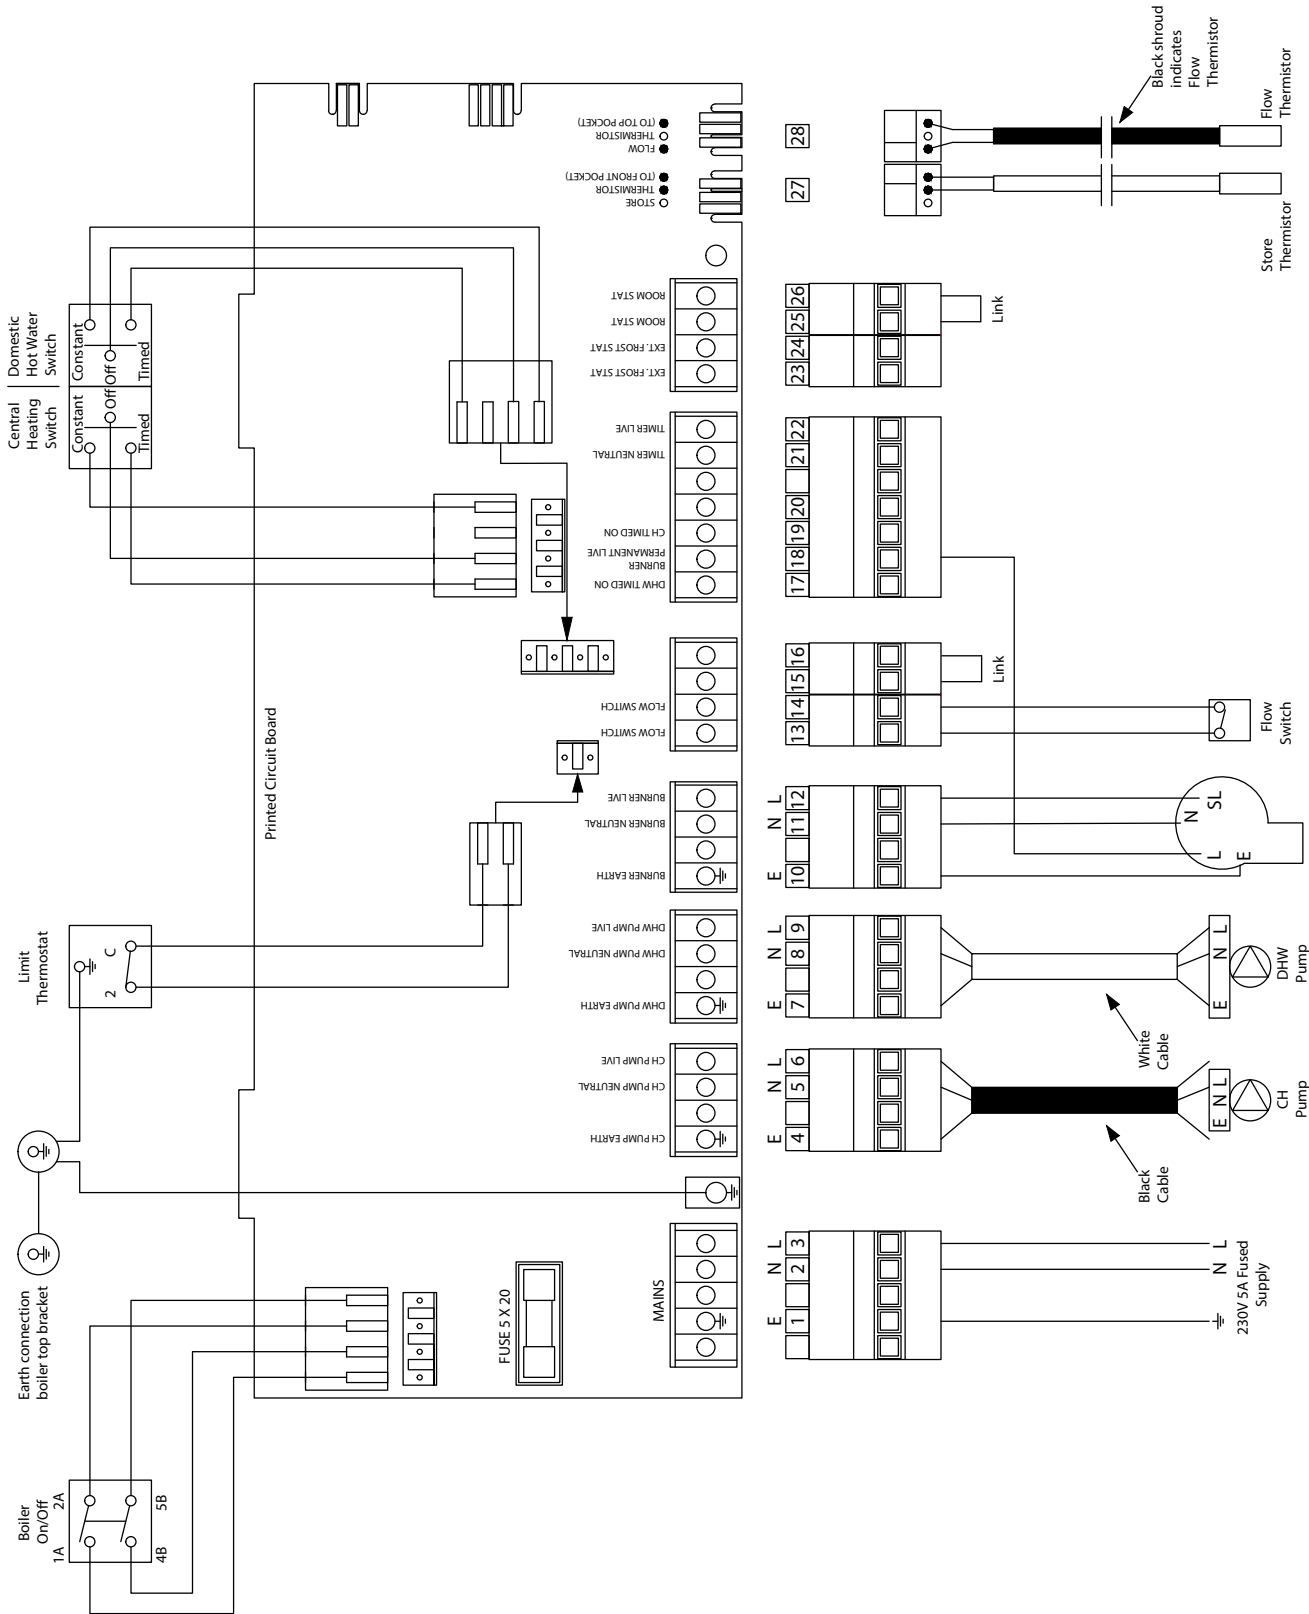 Boiler
On/Off
1A 2A
4B 5B
Earth connection
boiler top bracket
Limit
Thermostat
2 C
Central
Heating
Switch
Domestic
Hot Water
Switch
Constant Constant
Off Off
Timed Timed
Printed Circuit Board
FUSE 5 X 20
MAINS
CH PUMP EARTH
CH PUMP NEUTRAL
CH PUMP LIVE
DHW PUMP EARTH
DHW PUMP NEUTRAL
DHW PUMP LIVE
BURNER EARTH
BURNER NEUTRAL
BURNER LIVE
FLOW SWITCH
FLOW SWITCH
DHW TIMED ON
BURNER
PERMANENT LIVE
CH TIMED ON
TIMER NEUTRAL
TIMER LIVE
EXT. FROST STAT
EXT. FROST STAT
ROOM STAT
ROOM STAT
STORE
THERMISTOR
(TO FRONT POCKET)
FLOW
THERMISTOR
(TO TOP POCKET)
E N L
1 2 3
E N L
4 5 6
E N L
7 8 9
E N L
10 11 12
13 14 15 16
17 18 19 20 21 22
23 24 25 26
27 28
N L
230V 5A Fused
Supply
Black
Cable
E N L
CH
Pump
White
Cable
E N L
DHW
Pump
E L N SL
Flow
Switch
Link
Link
Store
Thermistor
Flow
Thermistor
Black shroud
indicates
Flow
Thermistor